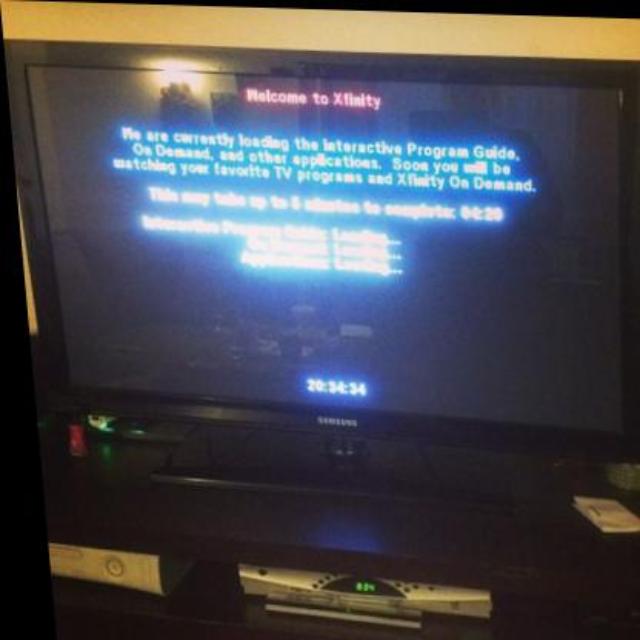 Welcome to Xfinity
We are currently loading the Interactive Program Guide,
On Demand, and other applications. Soon you will be
watching your favorite TV programs and Xfinity On Demand.
This may take up to 5 minutes to complete: 04:20
Interactive Program Guide: Loading...
Loading...
Applications: Loading...
20:34:34
SAMSUNG
8:34